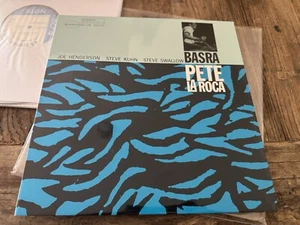 JOE HENDERSON STEVE KUHN STEVE SWALLOW
BASRA
PETE
LA ROCA